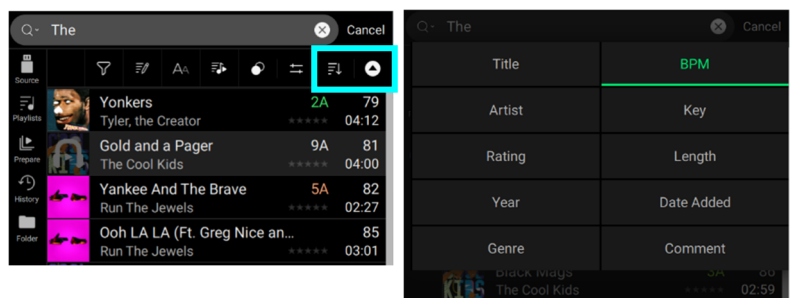 The
Cancel
Source
AA
Yonkers 2A 79
Tyler, the Creator 04:12
Playlists
Gold and a Pager 9A 81
Prepare
The Cool Kids 04:00
Yankee And The Brave 5A 82
History
Run The Jewels 02:27
Folder
Ooh LA LA (Ft. Greg Nice an... 85
Run The Jewels 03:01
The
Cancel
Title BPM
Artist Key
Rating Length
Year Date Added
Genre Comment
Black Mags 3A 86
The Cool Kids 02:59